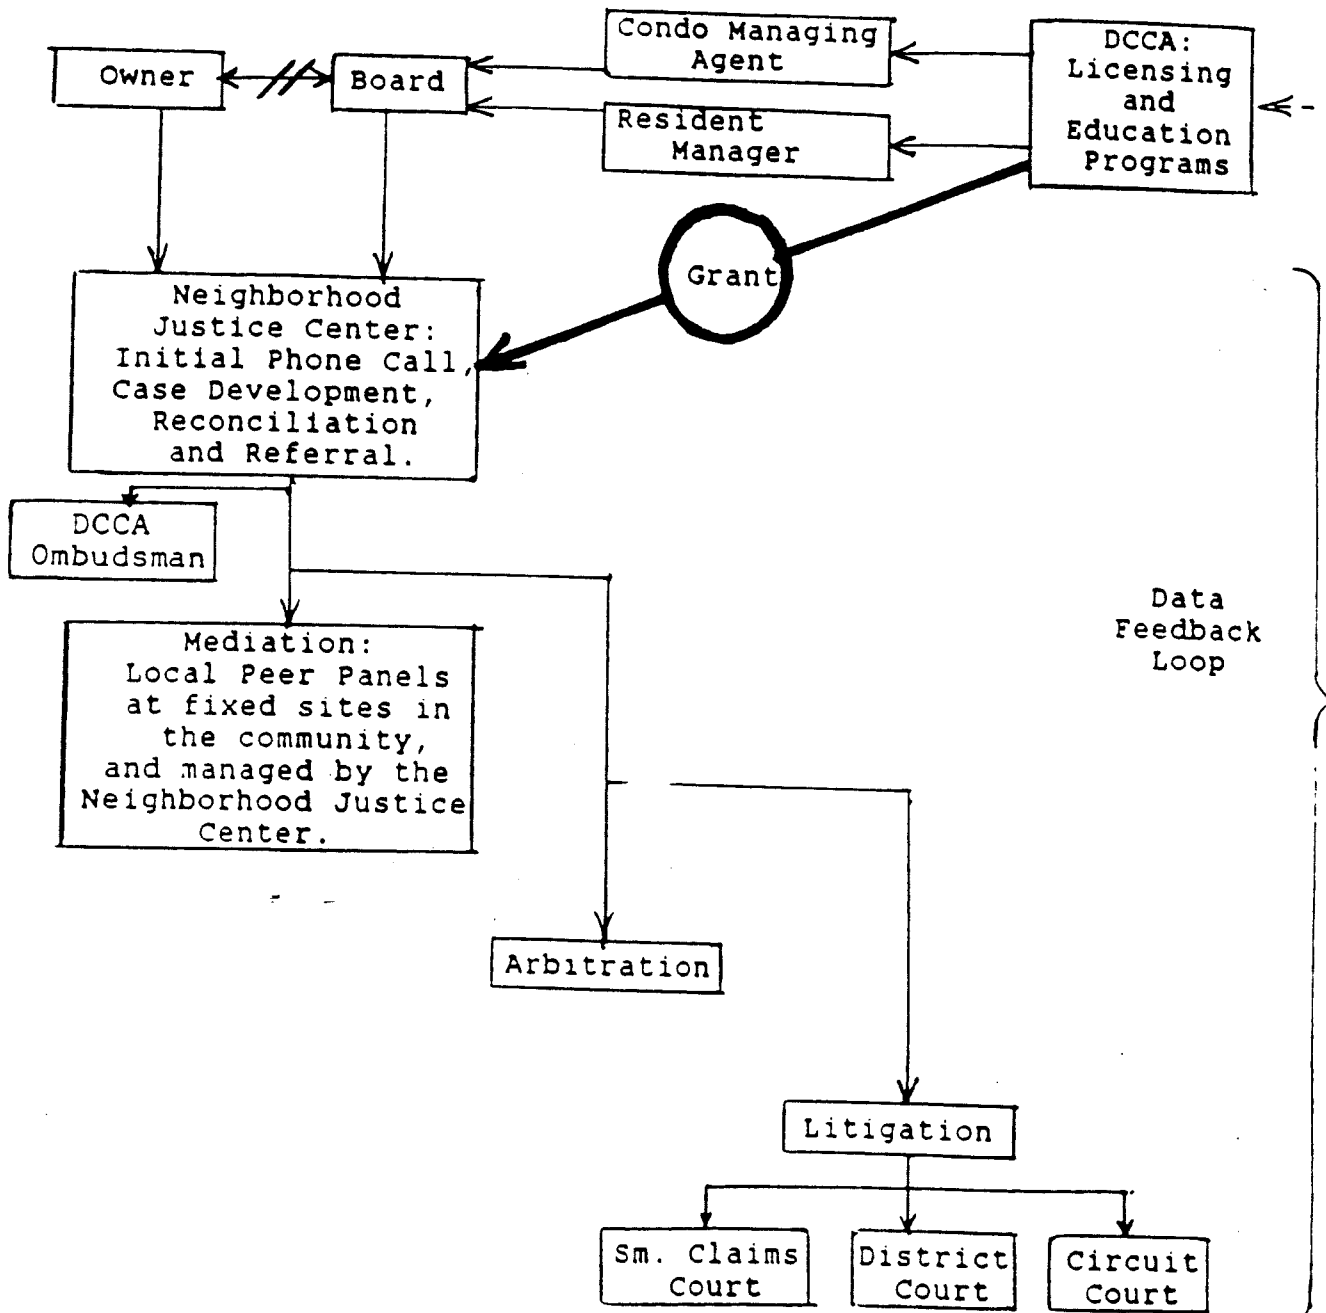 Owner
Board
Condo Managing
Agent
Resident
Manager
DCCA:
Licensing
and
Education
Programs
Grant
Neighborhood
Justice Center:
Initial Phone Call,
Case Development,
Reconciliation
and Referral.
DCCA
Ombudsman
Mediation:
Local Peer Panels
at fixed sites in
the community,
and managed by the
Neighborhood Justice
Center.
Data
Feedback
Loop
Arbitration
Litigation
Sm. Claims
Court
District
Court
Circuit
Court